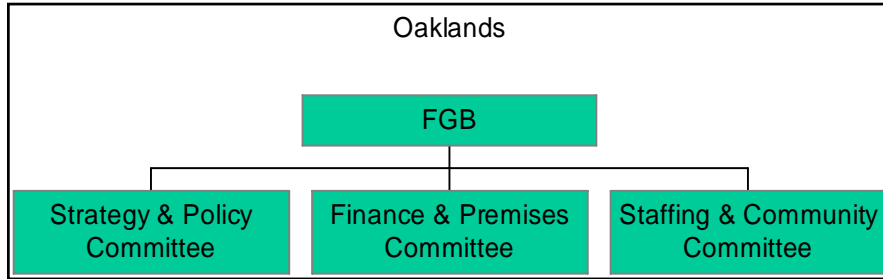 Oaklands
FGB
Strategy & Policy
Committee
Finance & Premises
Committee
Staffing & Community
Committee